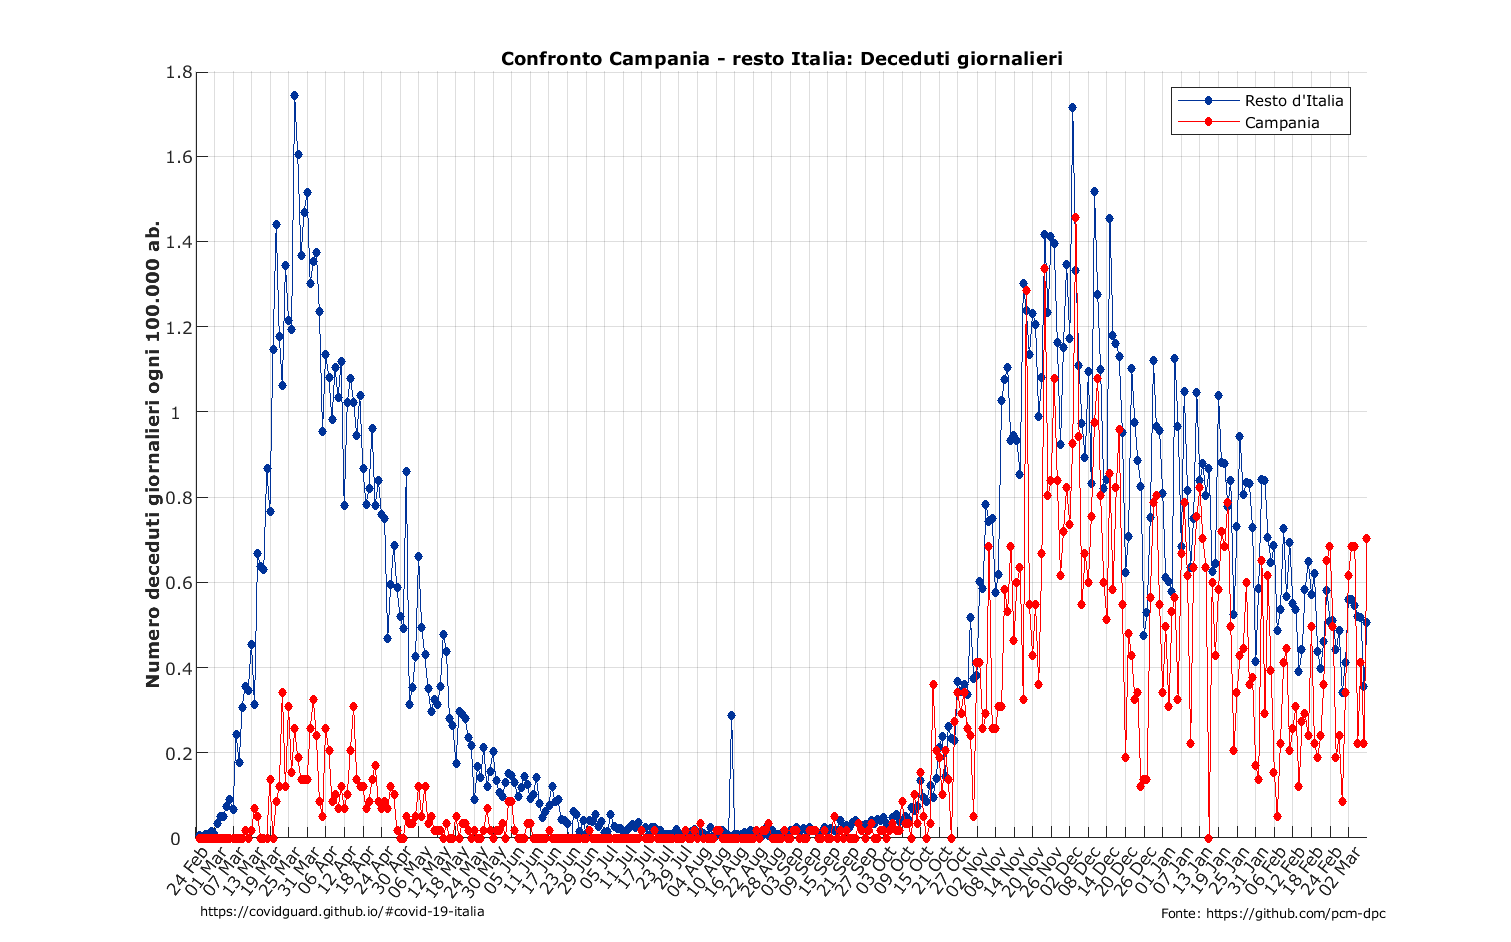 Confronto Campania - resto Italia: Deceduti giornalieri
Resto d'Italia
Campania
Numero deceduti giornalieri ogni 100.000 ab.
1.8
1.6
1.4
1.2
1
0.8
0.6
0.4
0.2
0
24 Feb
01 Mar
07 Mar
13 Mar
19 Mar
25 Mar
31 Mar
06 Apr
12 Apr
18 Apr
24 Apr
30 Apr
06 May
12 May
18 May
24 May
30 May
05 Jun
11 Jun
17 Jun
23 Jun
29 Jun
05 Jul
11 Jul
17 Jul
23 Jul
29 Jul
04 Aug
10 Aug
16 Aug
22 Aug
28 Aug
03 Sep
09 Sep
15 Sep
21 Sep
27 Sep
03 Oct
09 Oct
15 Oct
21 Oct
27 Oct
02 Nov
08 Nov
14 Nov
20 Nov
26 Nov
02 Dec
08 Dec
14 Dec
20 Dec
26 Dec
01 Jan
07 Jan
13 Jan
19 Jan
25 Jan
31 Jan
06 Feb
12 Feb
18 Feb
24 Feb
02 Mar
https://covidguard.github.io/#covid-19-italia
Fonte: https://github.com/pcm-dpc